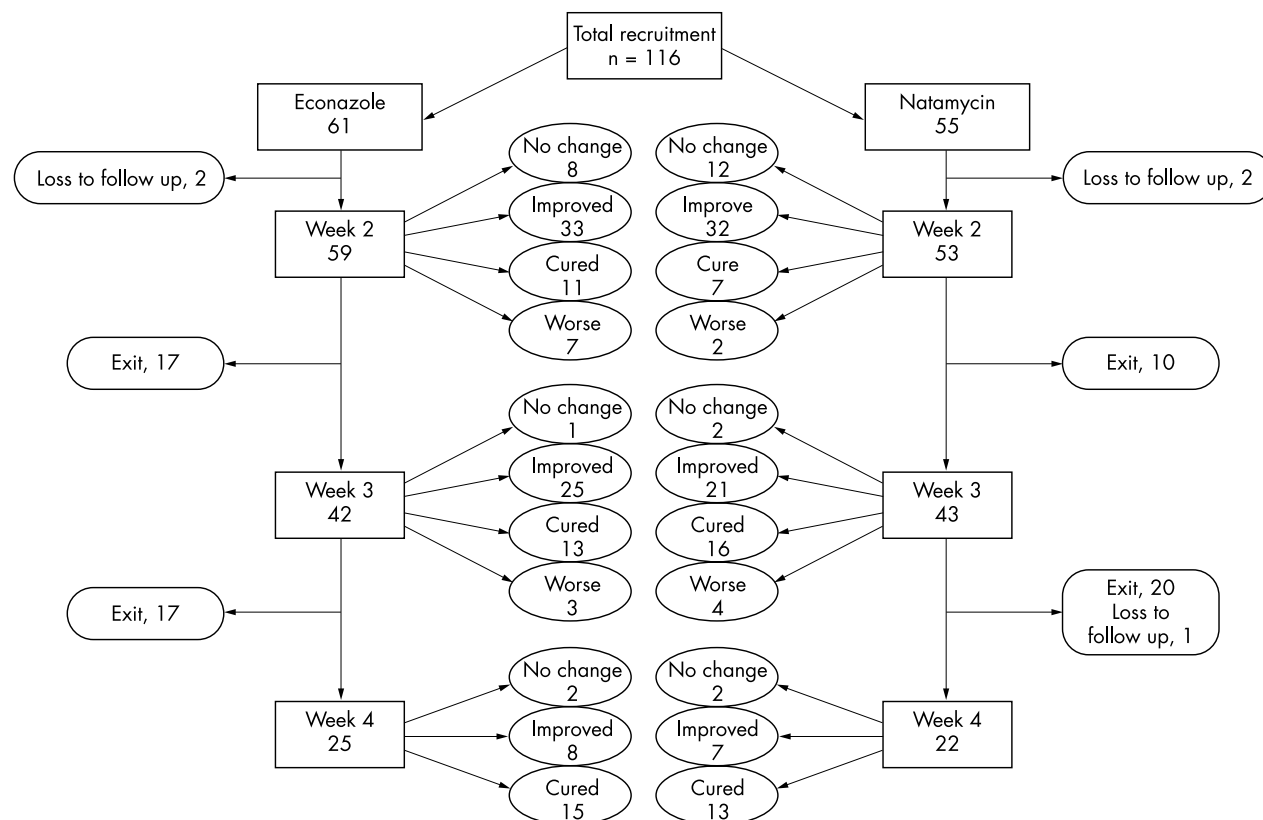 Total recruitment
n = 116
Econazole
61
Natamycin
55
Loss to follow up, 2
No change
8
No change
12
Loss to follow up, 2
Week 2
59
Improved
33
Improve
32
Week 2
53
Cured
11
Cure
7
Worse
7
Worse
2
Exit, 17
Exit, 10
No change
1
No change
2
Week 3
42
Improved
25
Improved
21
Week 3
43
Cured
13
Cured
16
Worse
3
Worse
4
Exit, 17
Exit, 20
Loss to
follow up, 1
No change
2
No change
2
Week 4
25
Improved
8
Improved
7
Week 4
22
Cured
15
Cured
13